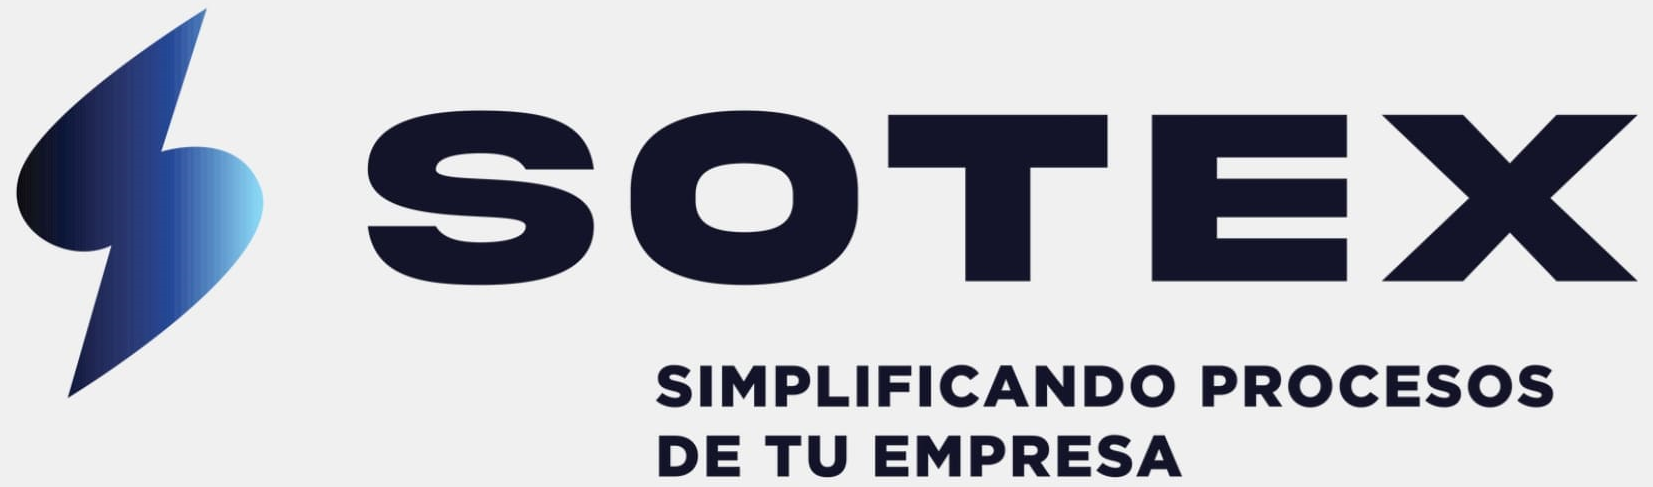 SOTEX
SIMPLIFICANDO PROCESOS
DE TU EMPRESA